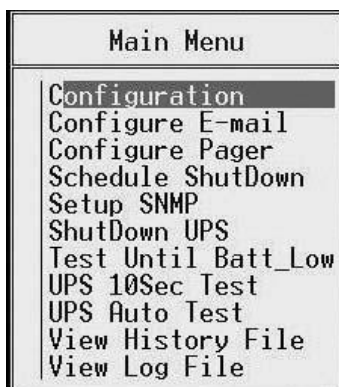 Main Menu
Configuration
Configure E-mail
Configure Pager
Schedule ShutDown
Setup SNMP
ShutDown UPS
Test Until Batt_Low
UPS 10Sec Test
UPS Auto Test
View History File
View Log File